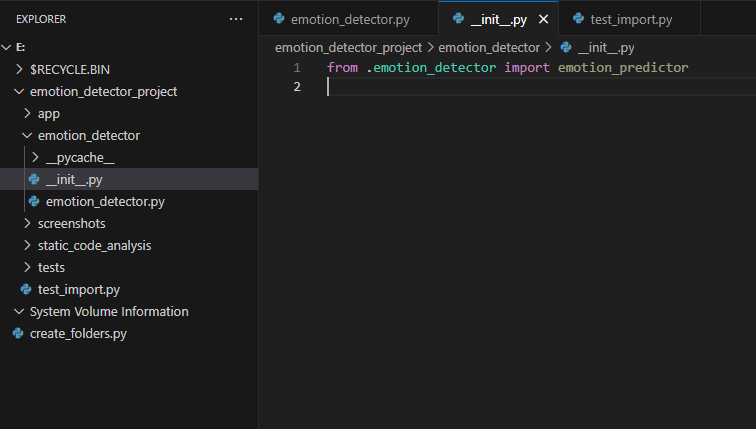 EXPLORER
E:
$RECYCLE.BIN
emotion_detector_project
app
emotion_detector
__pycache__
__init__.py
emotion_detector.py
screenshots
static_code_analysis
tests
test_import.py
System Volume Information
create_folders.py
emotion_detector.py
__init__.py
test_import.py
emotion_detector_project > emotion_detector > __init__.py
1 from .emotion_detector import emotion_predictor
2